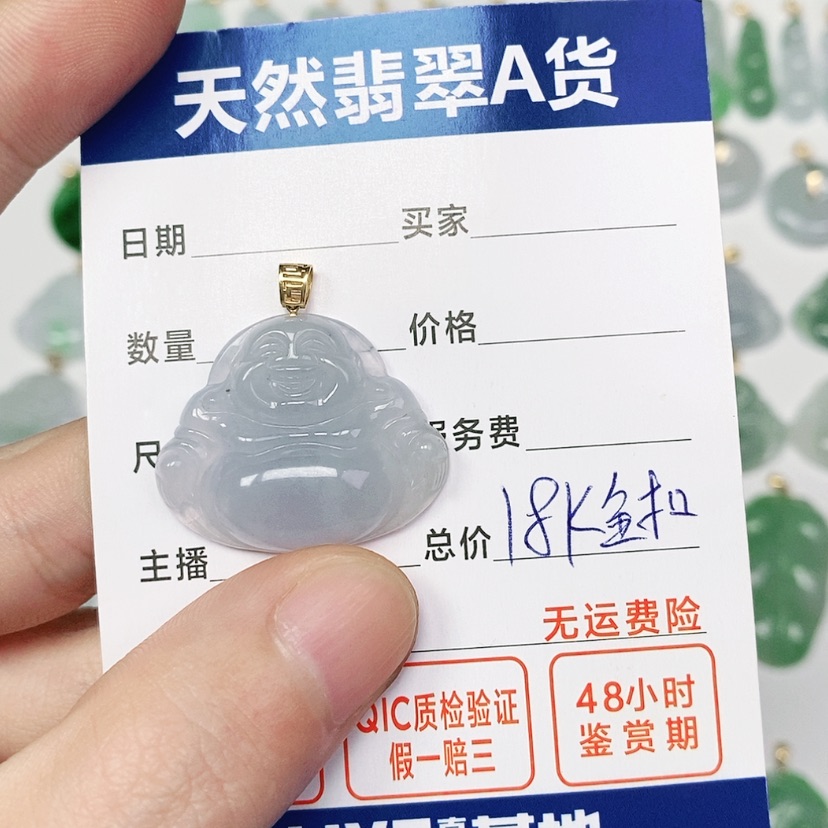 天然翡翠A货
日期 买家
数量 价格
尺 服务费
主播 总价 18K金扣
无运费险
QIC质检验证
假一赔三
48小时
鉴赏期